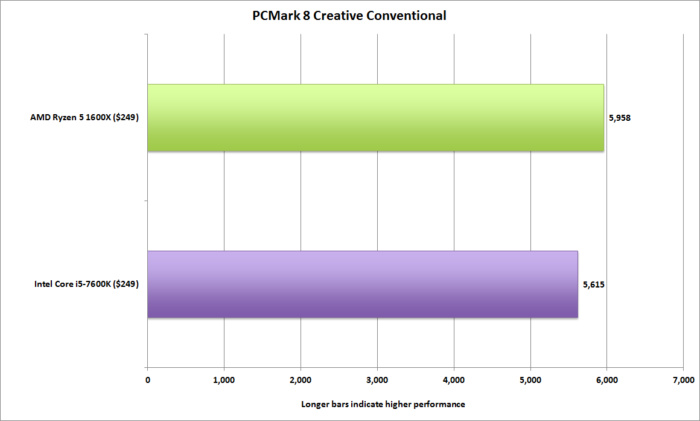 PCMark 8 Creative Conventional
AMD Ryzen 5 1600X ($249)
5,958
Intel Core i5-7600K ($249)
5,615
0 1,000 2,000 3,000 4,000 5,000 6,000 7,000
Longer bars indicate higher performance